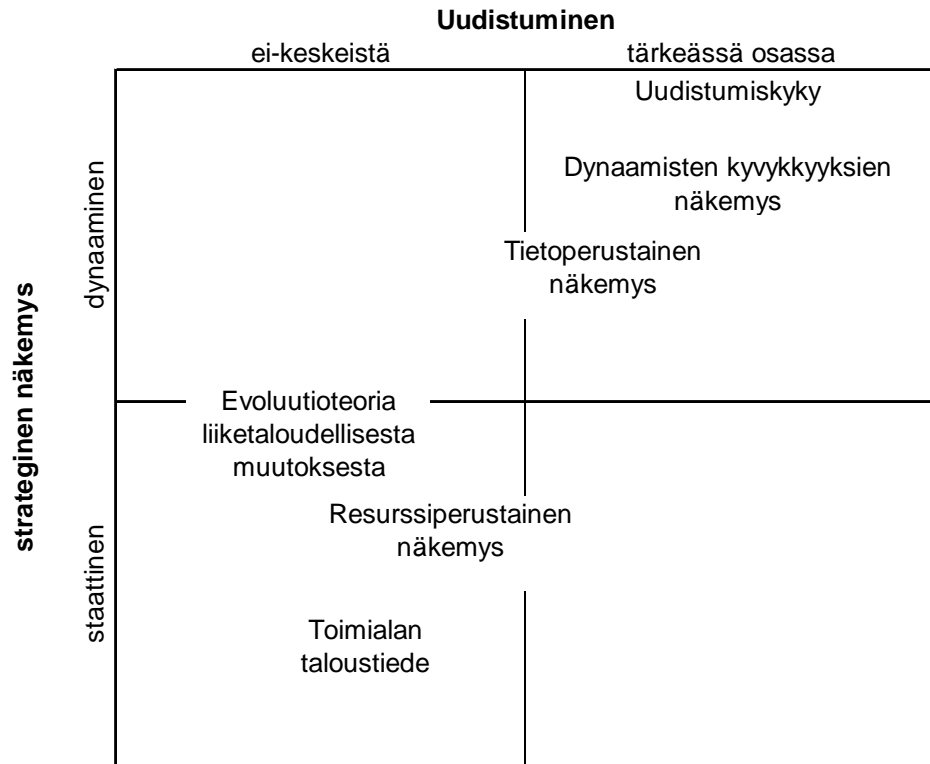 Uudistuminen
ei-keskeistä
tärkeässä osassa
strateginen näkemys
dynaaminen
staattinen
Uudistumiskyky
Dynaamisten kyvykkyyksien
näkemys
Tietoperustainen
näkemys
Evoluutioteoria
liiketaloudellisesta
muutoksesta
Resurssiperustainen
näkemys
Toimialan
taloustiede